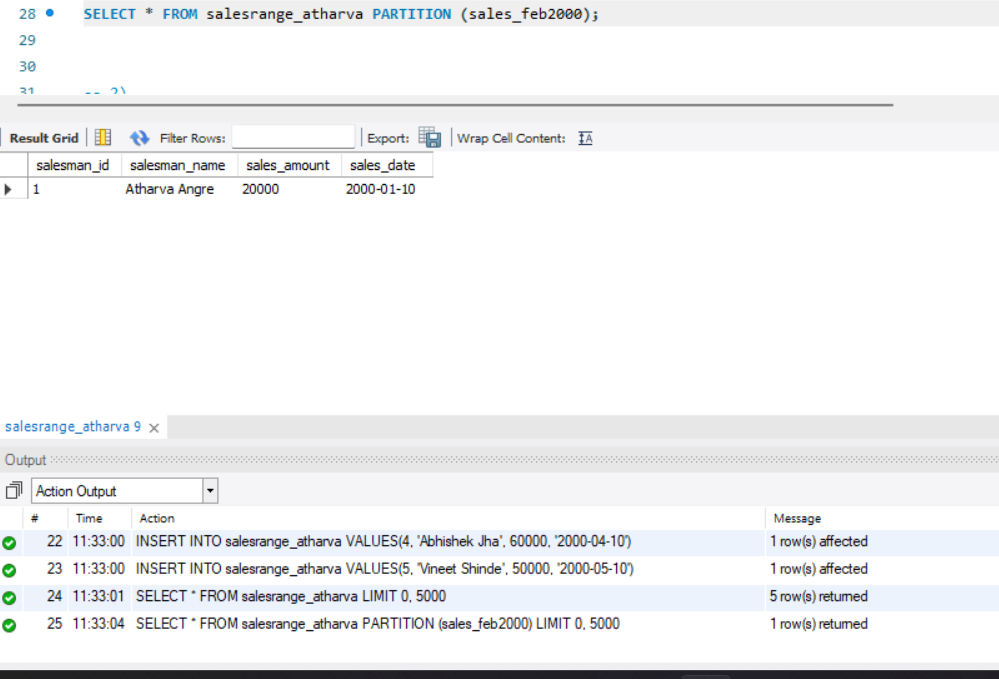 28 SELECT * FROM salesrange_atharva PARTITION (sales_feb2000);
29
30
31 -- 2)
Result Grid Filter Rows: Export: Wrap Cell Content: IA
salesman_id salesman_name sales_amount sales_date
1 Atharva Angre 20000 2000-01-10
salesrange_atharva 9 ×
Output
Action Output
# Time Action Message
22 11:33:00 INSERT INTO salesrange_atharva VALUES(4, 'Abhishek Jha', 60000, '2000-04-10') 1 row(s) affected
23 11:33:00 INSERT INTO salesrange_atharva VALUES(5, 'Vineet Shinde', 50000, '2000-05-10') 1 row(s) affected
24 11:33:01 SELECT * FROM salesrange_atharva LIMIT 0, 5000 5 row(s) returned
25 11:33:04 SELECT * FROM salesrange_atharva PARTITION (sales_feb2000) LIMIT 0, 5000 1 row(s) returned